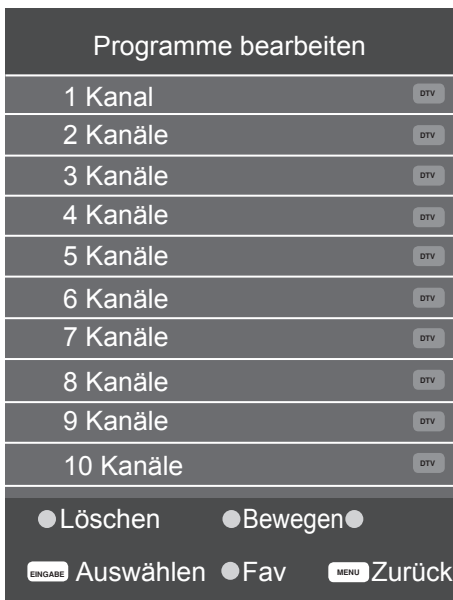 Programme bearbeiten
1 Kanal DTV
2 Kanäle DTV
3 Kanäle DTV
4 Kanäle DTV
5 Kanäle DTV
6 Kanäle DTV
7 Kanäle DTV
8 Kanäle DTV
9 Kanäle DTV
10 Kanäle DTV
Löschen Bewegen
EINGABE Auswählen Fav MENU Zurück